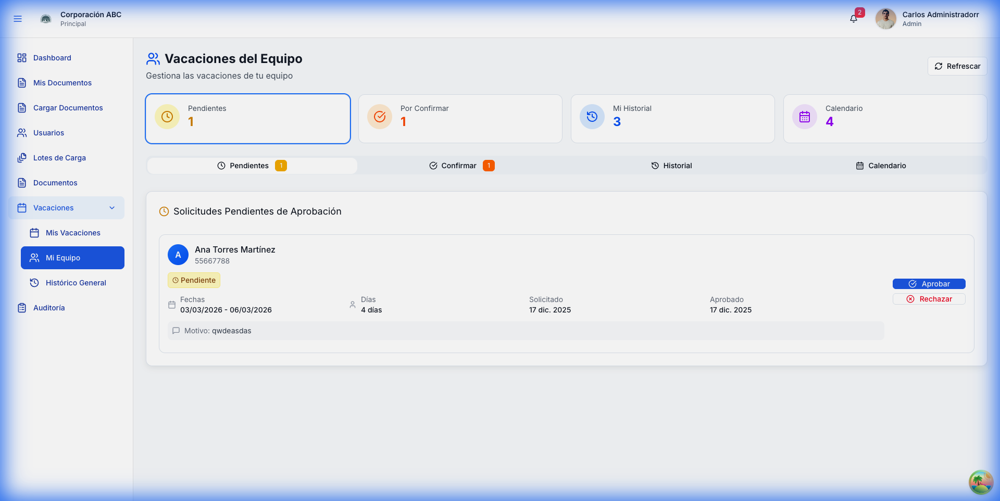 Corporación ABC
Principal
2
Carlos Administradorr
Admin
Dashboard
Mis Documentos
Cargar Documentos
Usuarios
Lotes de Carga
Documentos
Vacaciones
Mis Vacaciones
Mi Equipo
Histórico General
Auditoría
Vacaciones del Equipo
Gestiona las vacaciones de tu equipo
Refrescar
Pendientes
1
Por Confirmar
1
Mi Historial
3
Calendario
4
Pendientes 1
Confirmar 1
Historial
Calendario
Solicitudes Pendientes de Aprobación
A
Ana Torres Martínez
55667788
Pendiente
Fechas
03/03/2026 - 06/03/2026
Días
4 días
Solicitado
17 dic. 2025
Aprobado
17 dic. 2025
Motivo: qwdeasdas
Aprobar
Rechazar